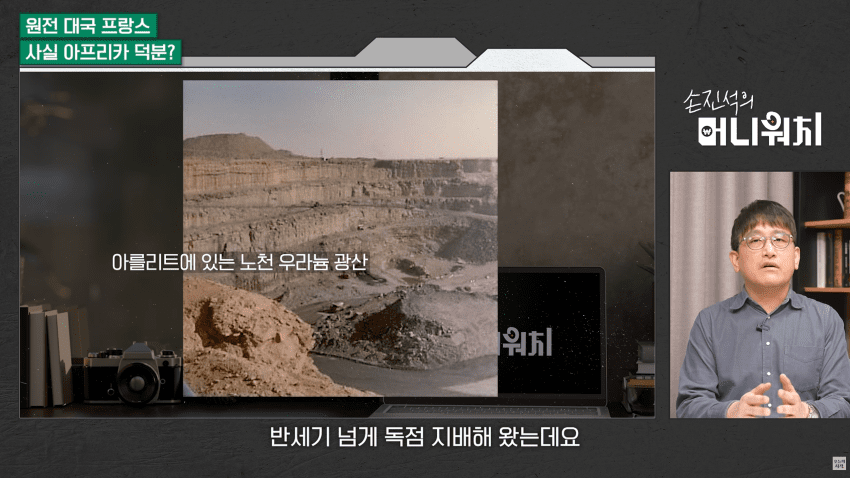 원전 대국 프랑스
사실 아프리카 덕분?
손진석의
머니워치
아를리트에 있는 노천 우라늄 광산
워치
반세기 넘게 독점 지배해 왔는데요